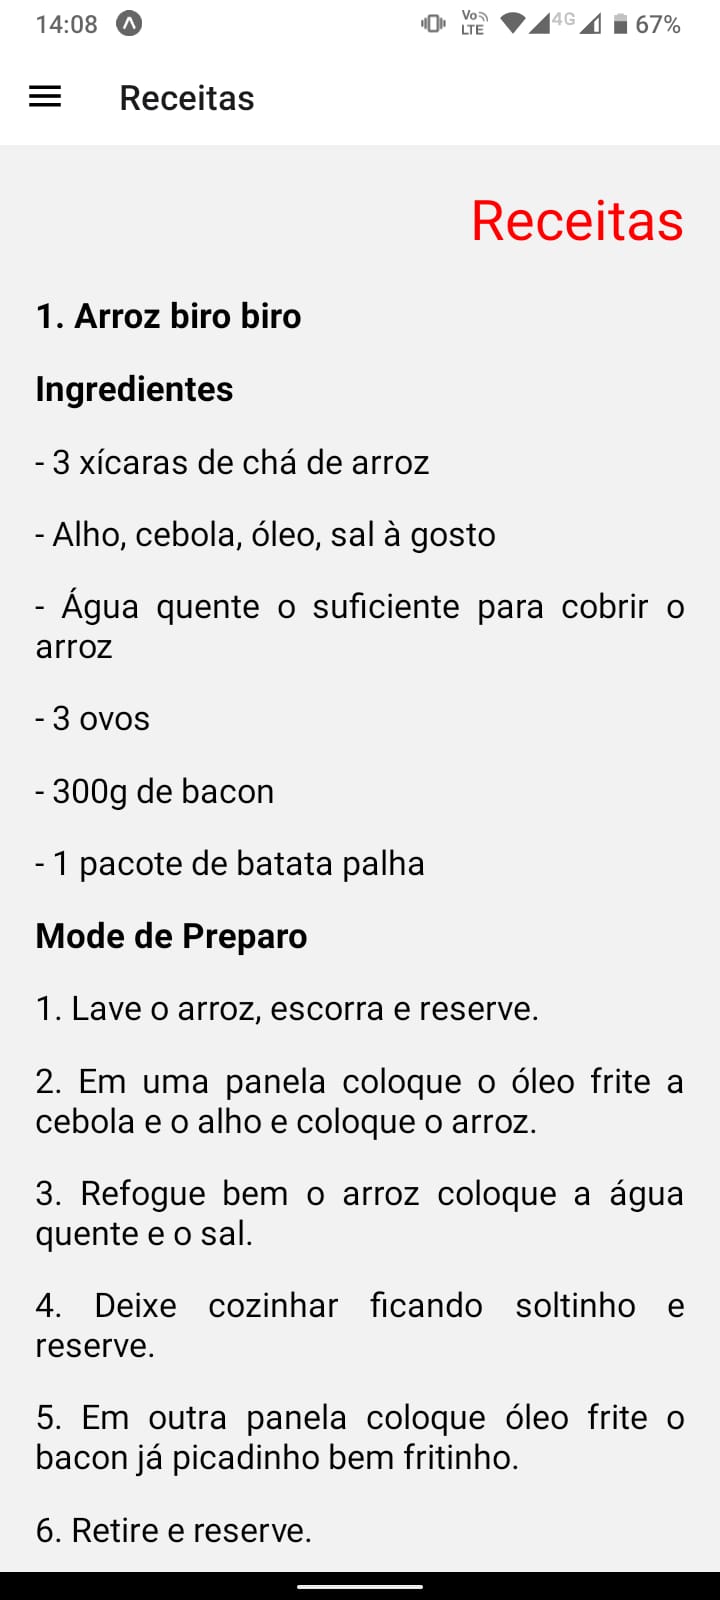 14:08
Vo))
LTE
4G
67%
Receitas
Receitas
1. Arroz biro biro
Ingredientes
- 3 xícaras de chá de arroz
- Alho, cebola, óleo, sal à gosto
- Água quente o suficiente para cobrir o
arroz
- 3 ovos
- 300g de bacon
- 1 pacote de batata palha
Mode de Preparo
1. Lave o arroz, escorra e reserve.
2. Em uma panela coloque o óleo frite a
cebola e o alho e coloque o arroz.
3. Refogue bem o arroz coloque a água
quente e o sal.
4. Deixe cozinhar ficando soltinho e
reserve.
5. Em outra panela coloque óleo frite o
bacon já picadinho bem fritinho.
6. Retire e reserve.